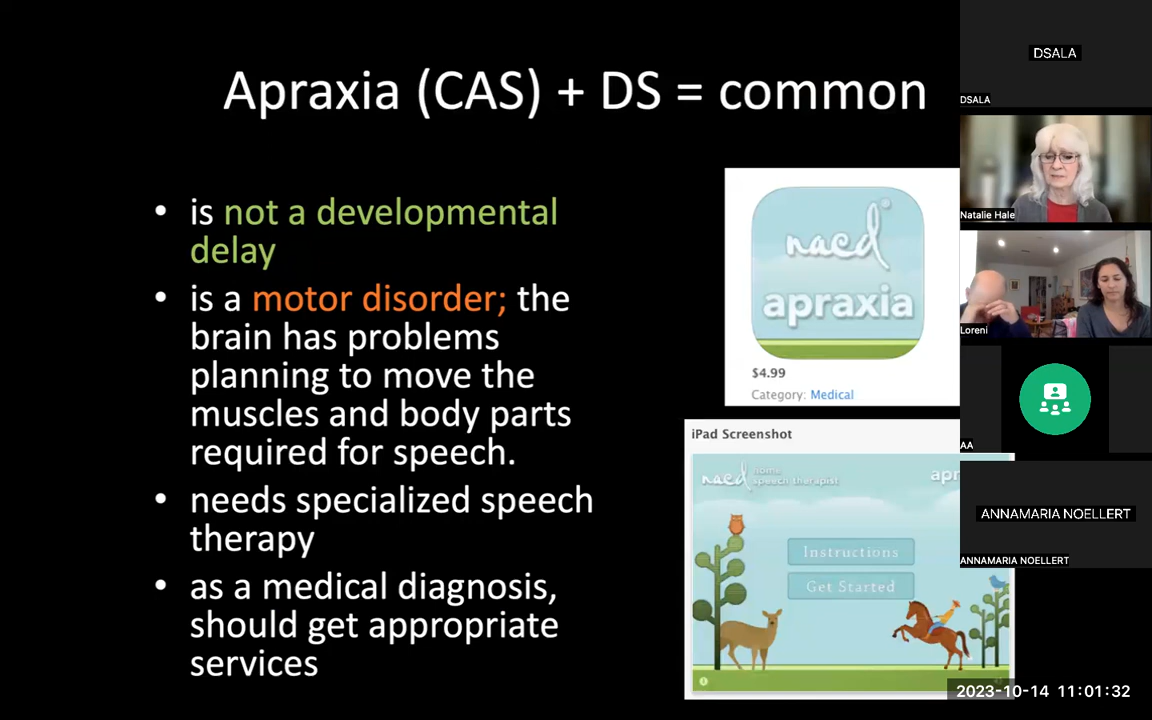 Apraxia (CAS) + DS = common
• is not a developmental
delay
• is a motor disorder; the
brain has problems
planning to move the
muscles and body parts
required for speech.
• needs specialized speech
therapy
• as a medical diagnosis,
should get appropriate
services
nacd®
apraxia
$4.99
Category: Medical
iPad Screenshot
nacd home
speech therapist
apr
Instructions
Get Started
DSALA
DSALA
Natalie Hale
Loreni
AA
ANNAMARIA NOELLERT
ANNAMARIA NOELLERT
2023-10-14 11:01:32